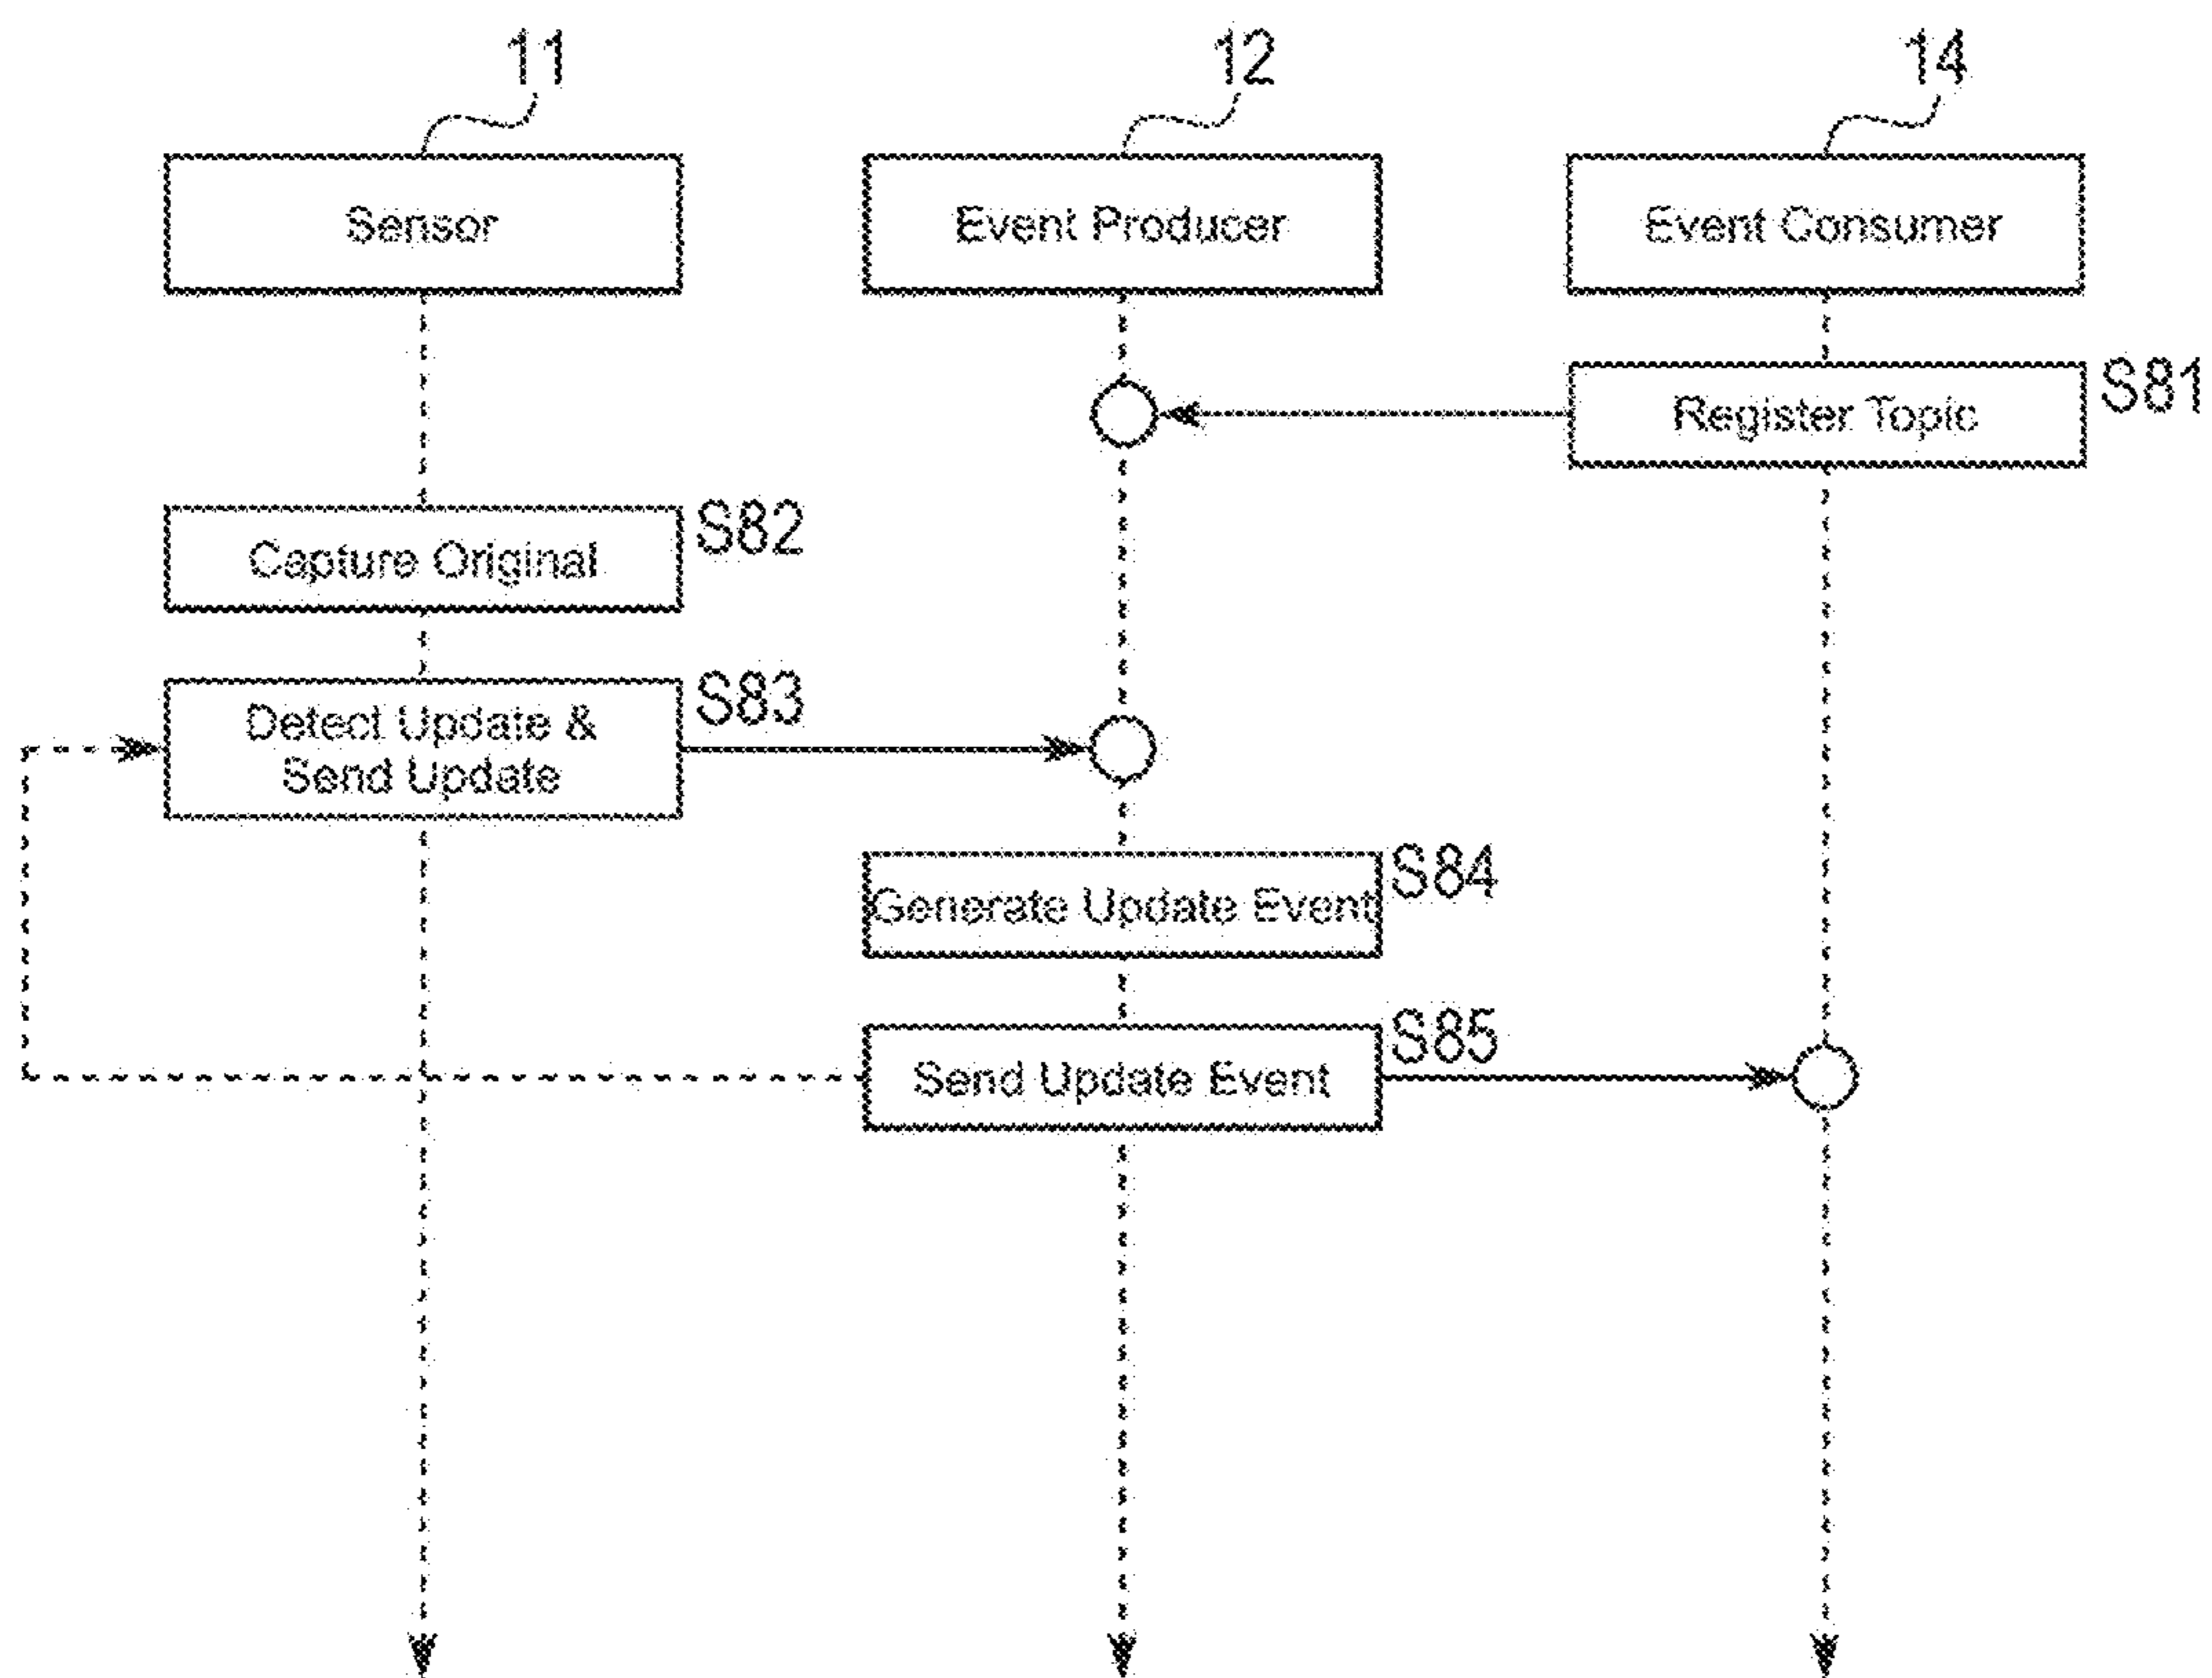 11
12
14
Sensor
Event Producer
Event Consumer
Register Topic
S81
Capture Original
S82
Detect Update &
Send Update
S83
Generate Update Event
S84
Send Update Event
S85